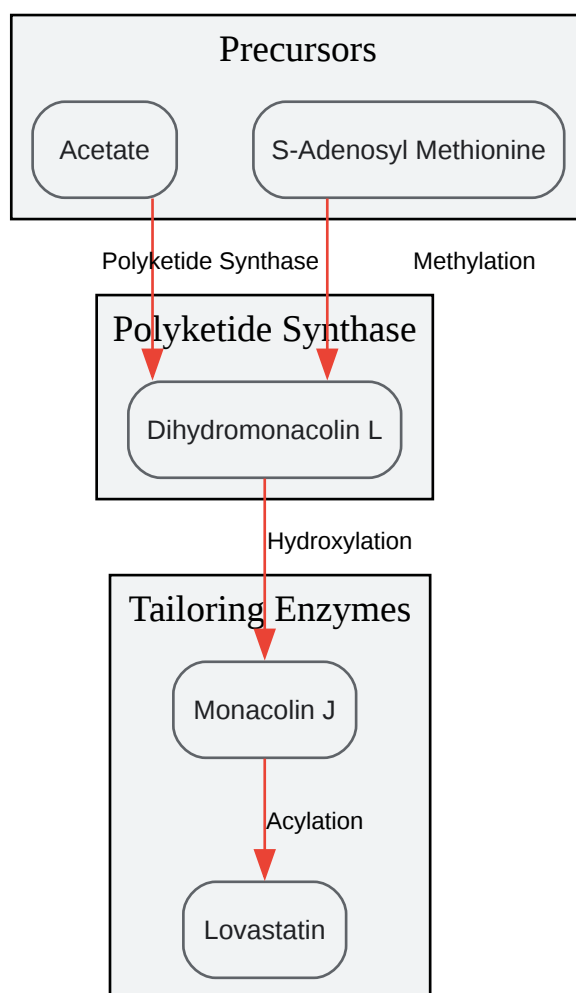 Precursors
Acetate
S-Adenosyl Methionine
Polyketide Synthase
Methylation
Polyketide Synthase
Dihydromonacolin L
Hydroxylation
Tailoring Enzymes
Monacolin J
Acylation
Lovastatin